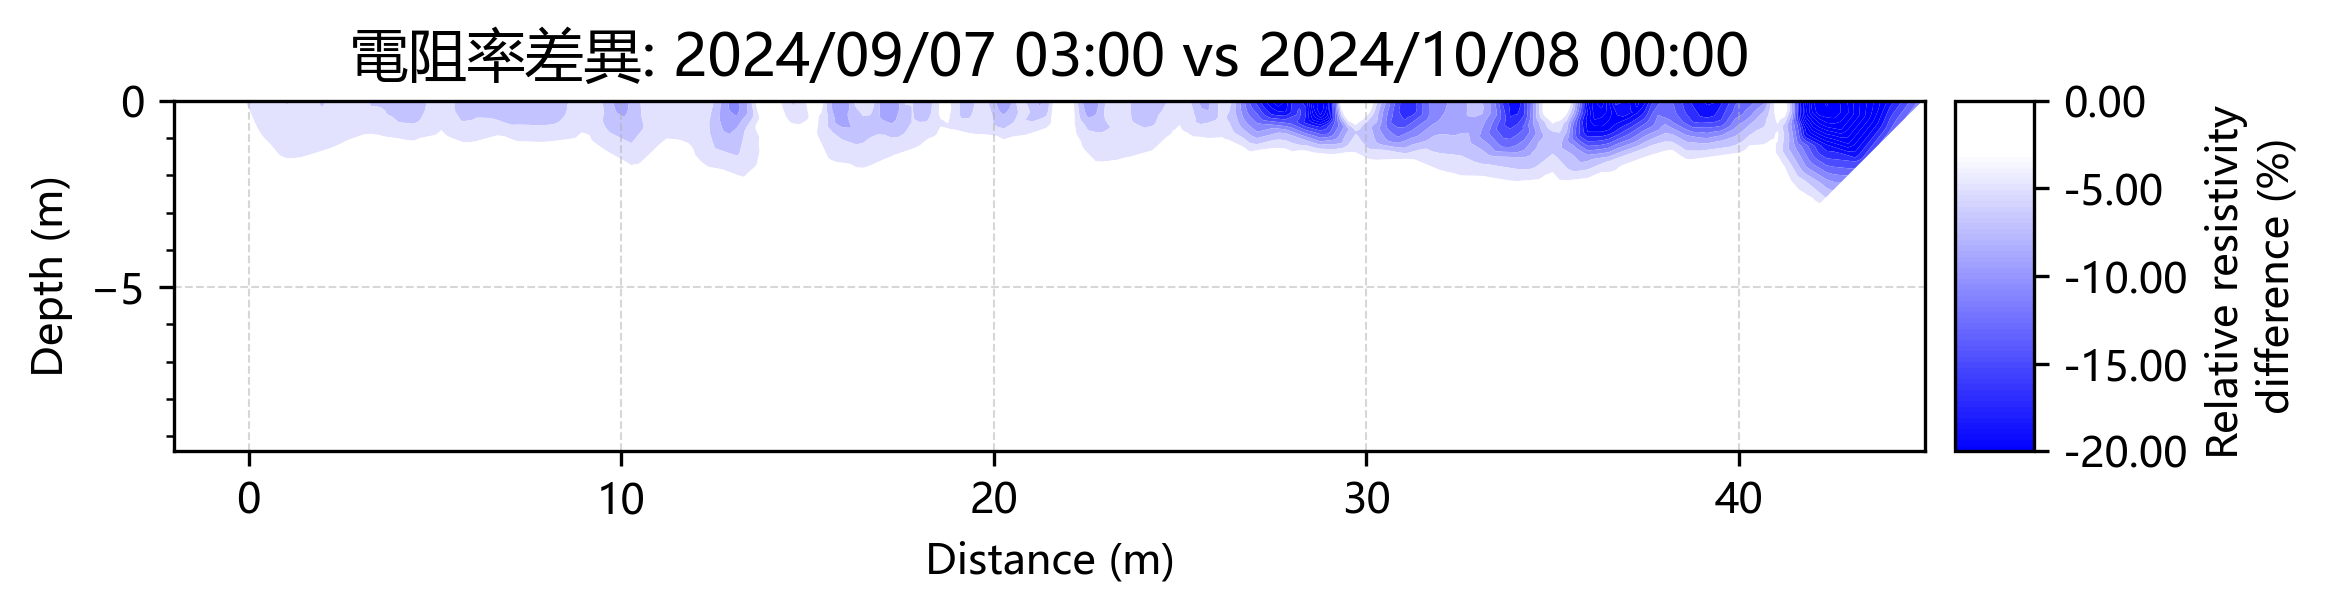 電阻率差異: 2024/09/07 03:00 vs 2024/10/08 00:00
0
−5
Depth (m)
0
10
20
30
40
Distance (m)
0.00
-5.00
-10.00
-15.00
-20.00
Relative resistivity
difference (%)